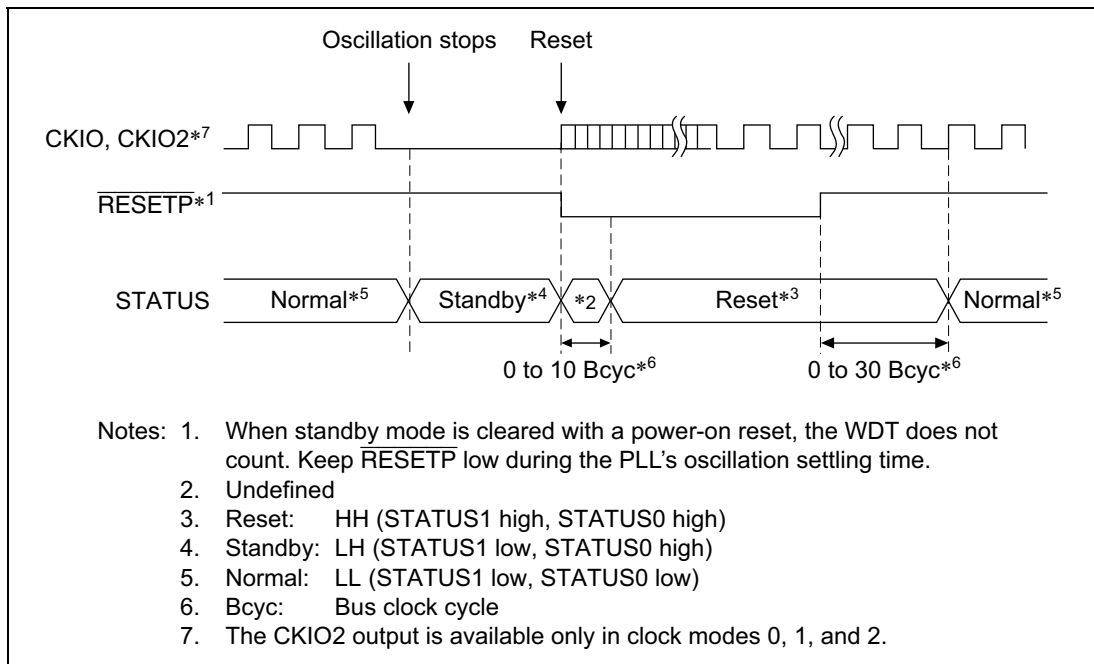 Oscillation stops Reset
CKIO, CKIO2*7
RESETP*1
STATUS Normal*5 Standby*4 *2 Reset*3 Normal*5
0 to 10 Bcyc*6 0 to 30 Bcyc*6
Notes: 1. When standby mode is cleared with a power-on reset, the WDT does not
count. Keep RESETP low during the PLL's oscillation settling time.
2. Undefined
3. Reset: HH (STATUS1 high, STATUS0 high)
4. Standby: LH (STATUS1 low, STATUS0 high)
5. Normal: LL (STATUS1 low, STATUS0 low)
6. Bcyc: Bus clock cycle
7. The CKIO2 output is available only in clock modes 0, 1, and 2.